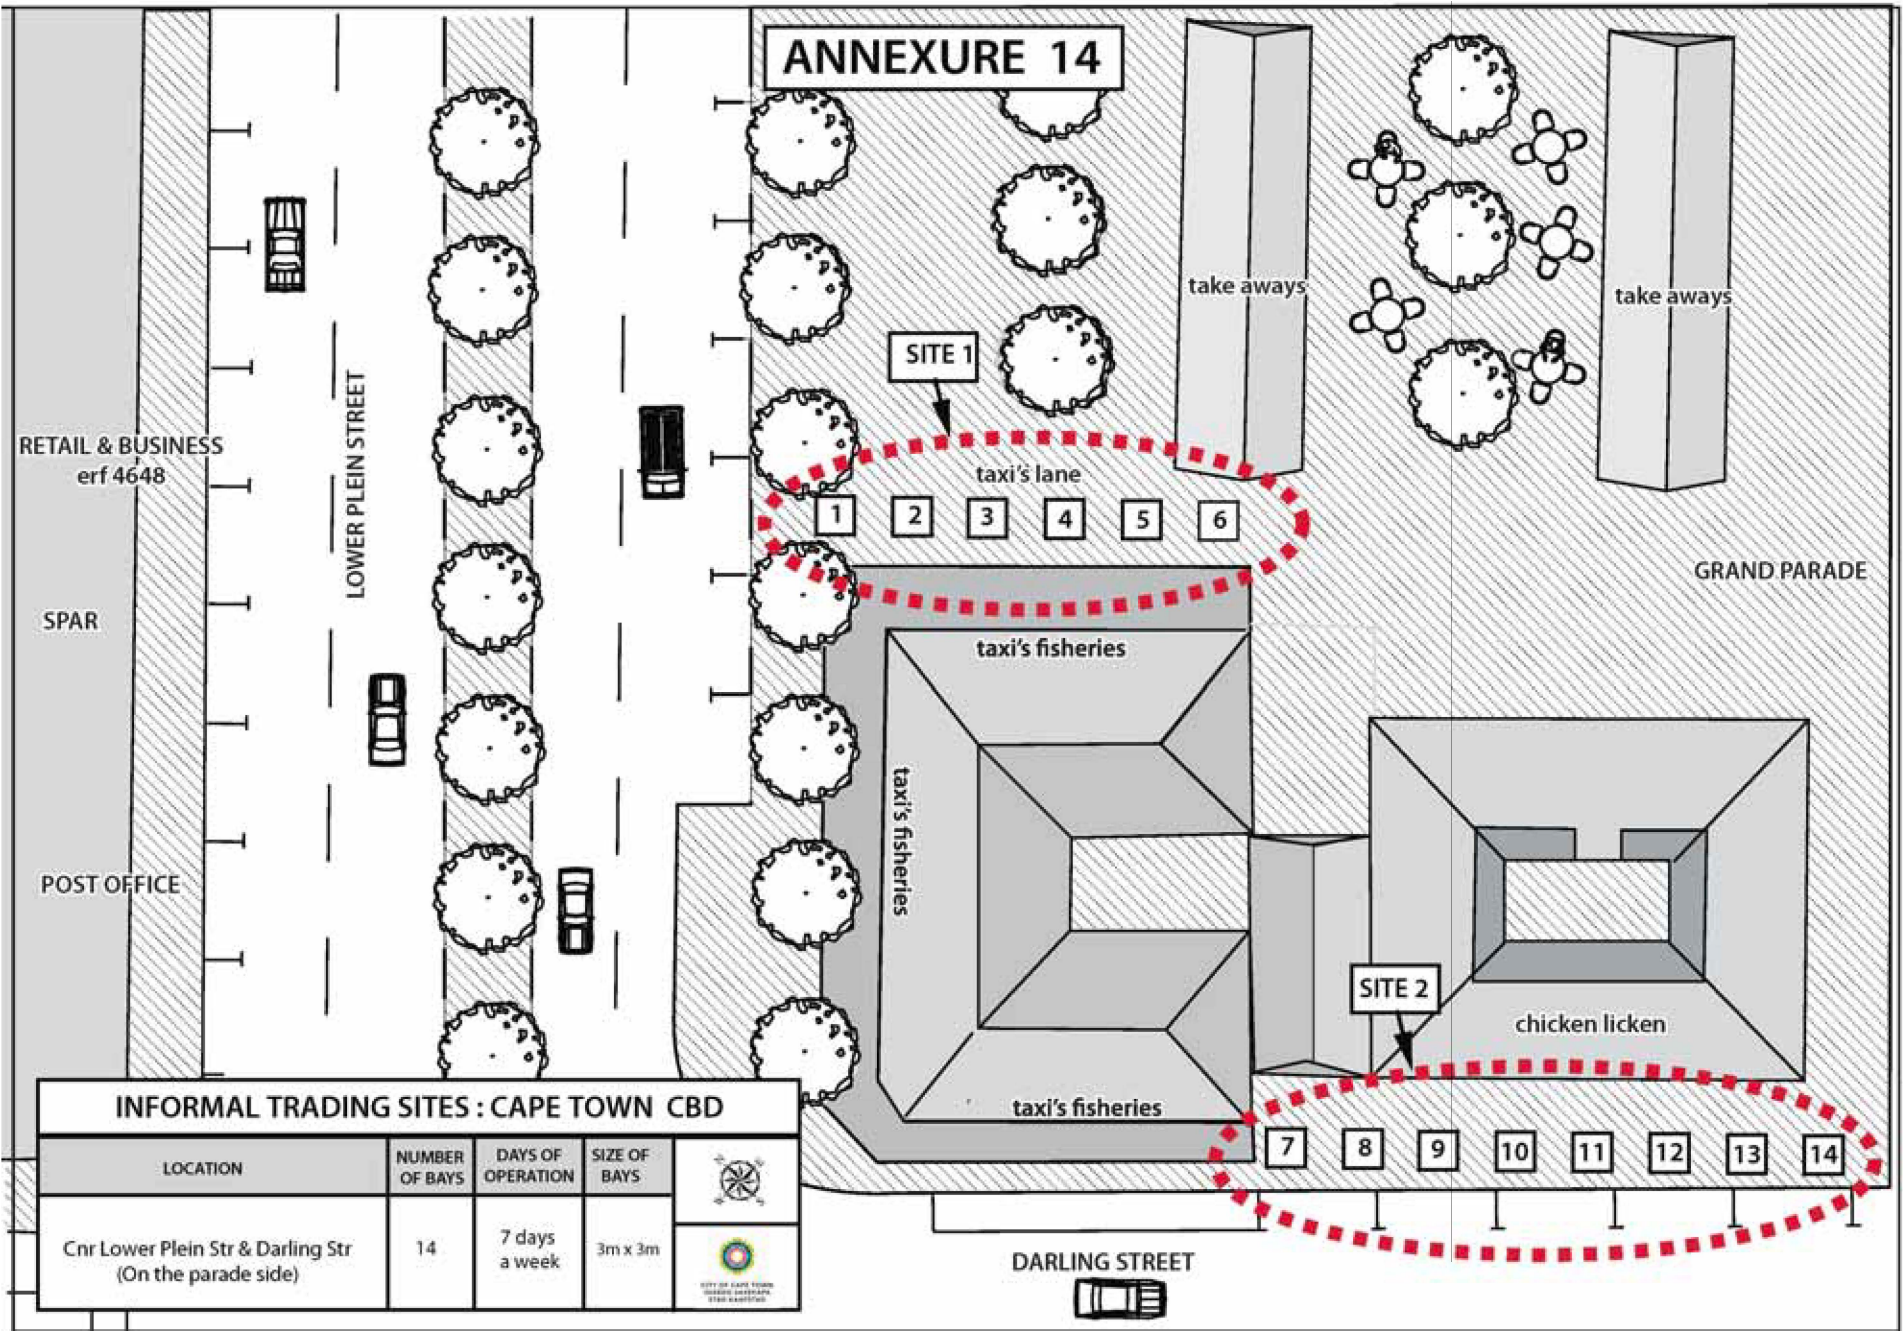 ANNEXURE 14
take aways
take aways
SITE 1
taxi's lane
1 2 3 4 5 6
RETAIL & BUSINESS
erf 4648
LOWER PLEIN STREET
GRAND PARADE
SPAR
taxi's fisheries
taxi's fisheries
POST OFFICE
SITE 2
chicken licken
taxi's fisheries
7 8 9 10 11 12 13 14
INFORMAL TRADING SITES : CAPE TOWN CBD
LOCATION
NUMBER
OF BAYS
DAYS OF
OPERATION
SIZE OF
BAYS
Cnr Lower Plein Str & Darling Str
(On the parade side)
14
7 days
a week
3m x 3m
CITY OF CAPE TOWN
DARLING STREET